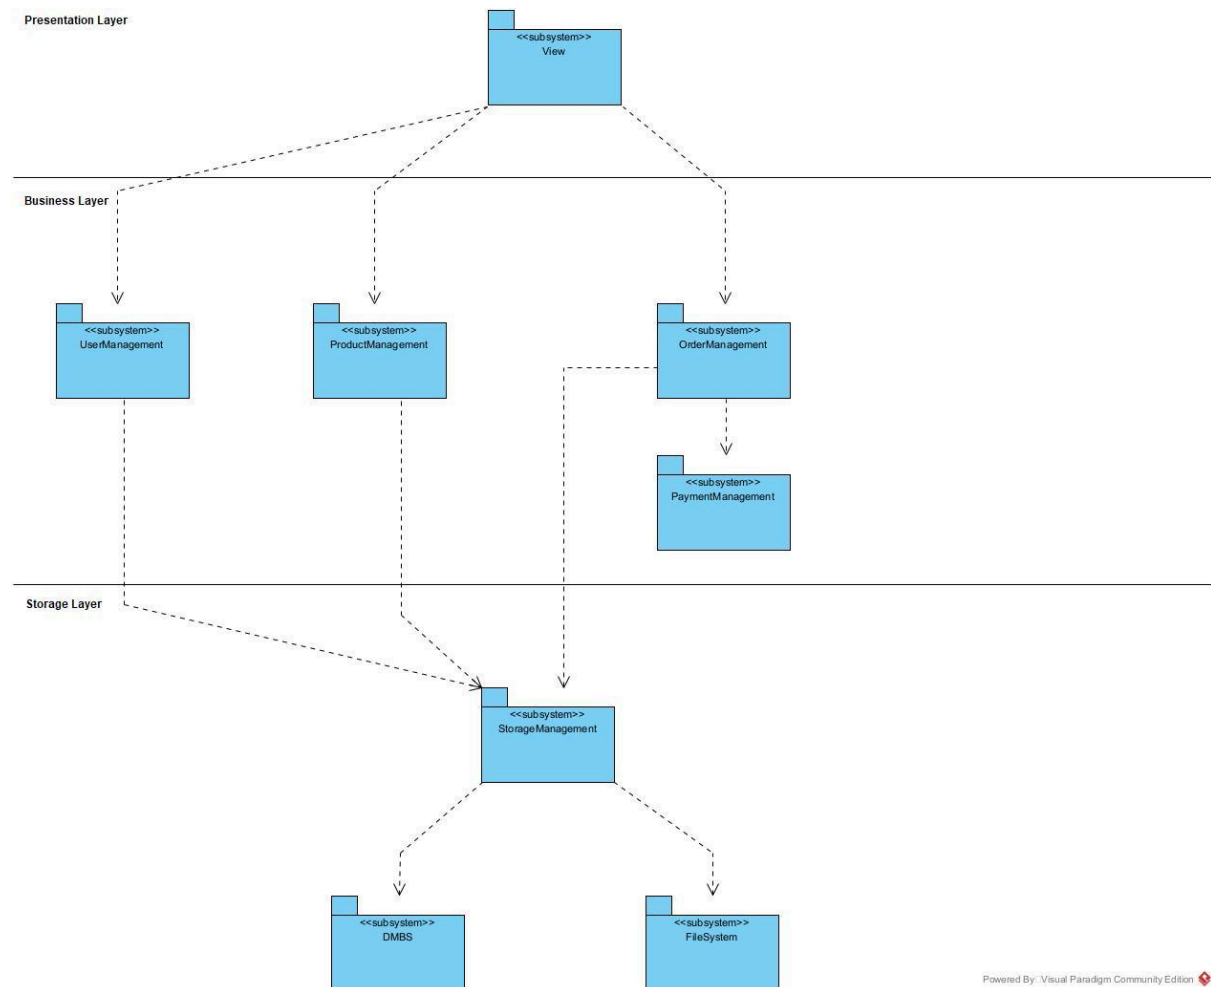 Presentation Layer
<<subsystem>>
View
Business Layer
<<subsystem>>
UserManagement
<<subsystem>>
ProductManagement
<<subsystem>>
OrderManagement
<<subsystem>>
PaymentManagement
Storage Layer
<<subsystem>>
StorageManagement
<<subsystem>>
DMBS
<<subsystem>>
FileSystem
Powered By Visual Paradigm Community Edition